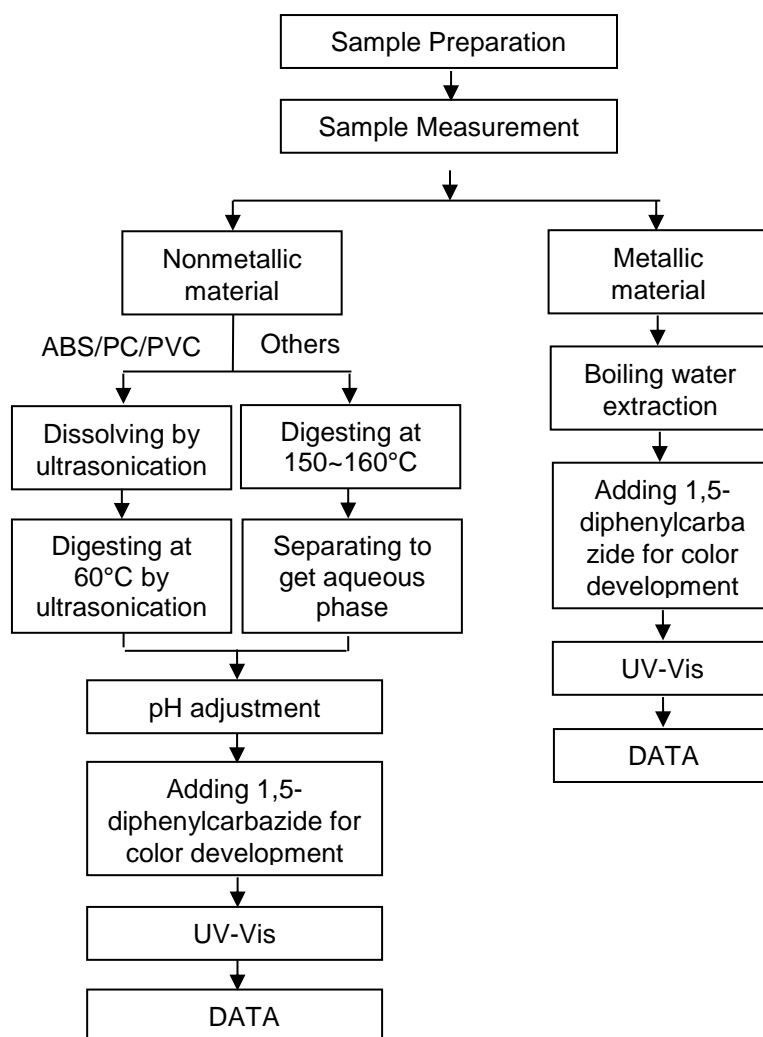 Sample Preparation
Sample Measurement
Nonmetallic
material
ABS/PC/PVC
Others
Dissolving by
ultrasonication
Digesting at
150~160°C
Digesting at
60°C by
ultrasonication
Separating to
get aqueous
phase
pH adjustment
Adding 1,5-
diphenylcarbazide for
color development
UV-Vis
DATA
Metallic
material
Boiling water
extraction
Adding 1,5-
diphenylcarba
zide for color
development
UV-Vis
DATA